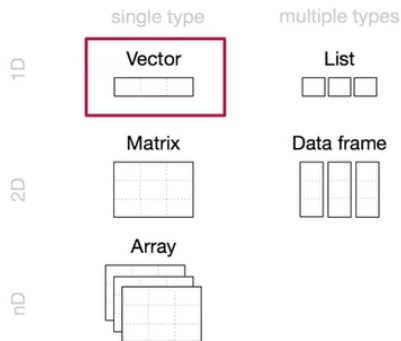 single type multiple types
1D
Vector List
2D
Matrix Data frame
nD
Array